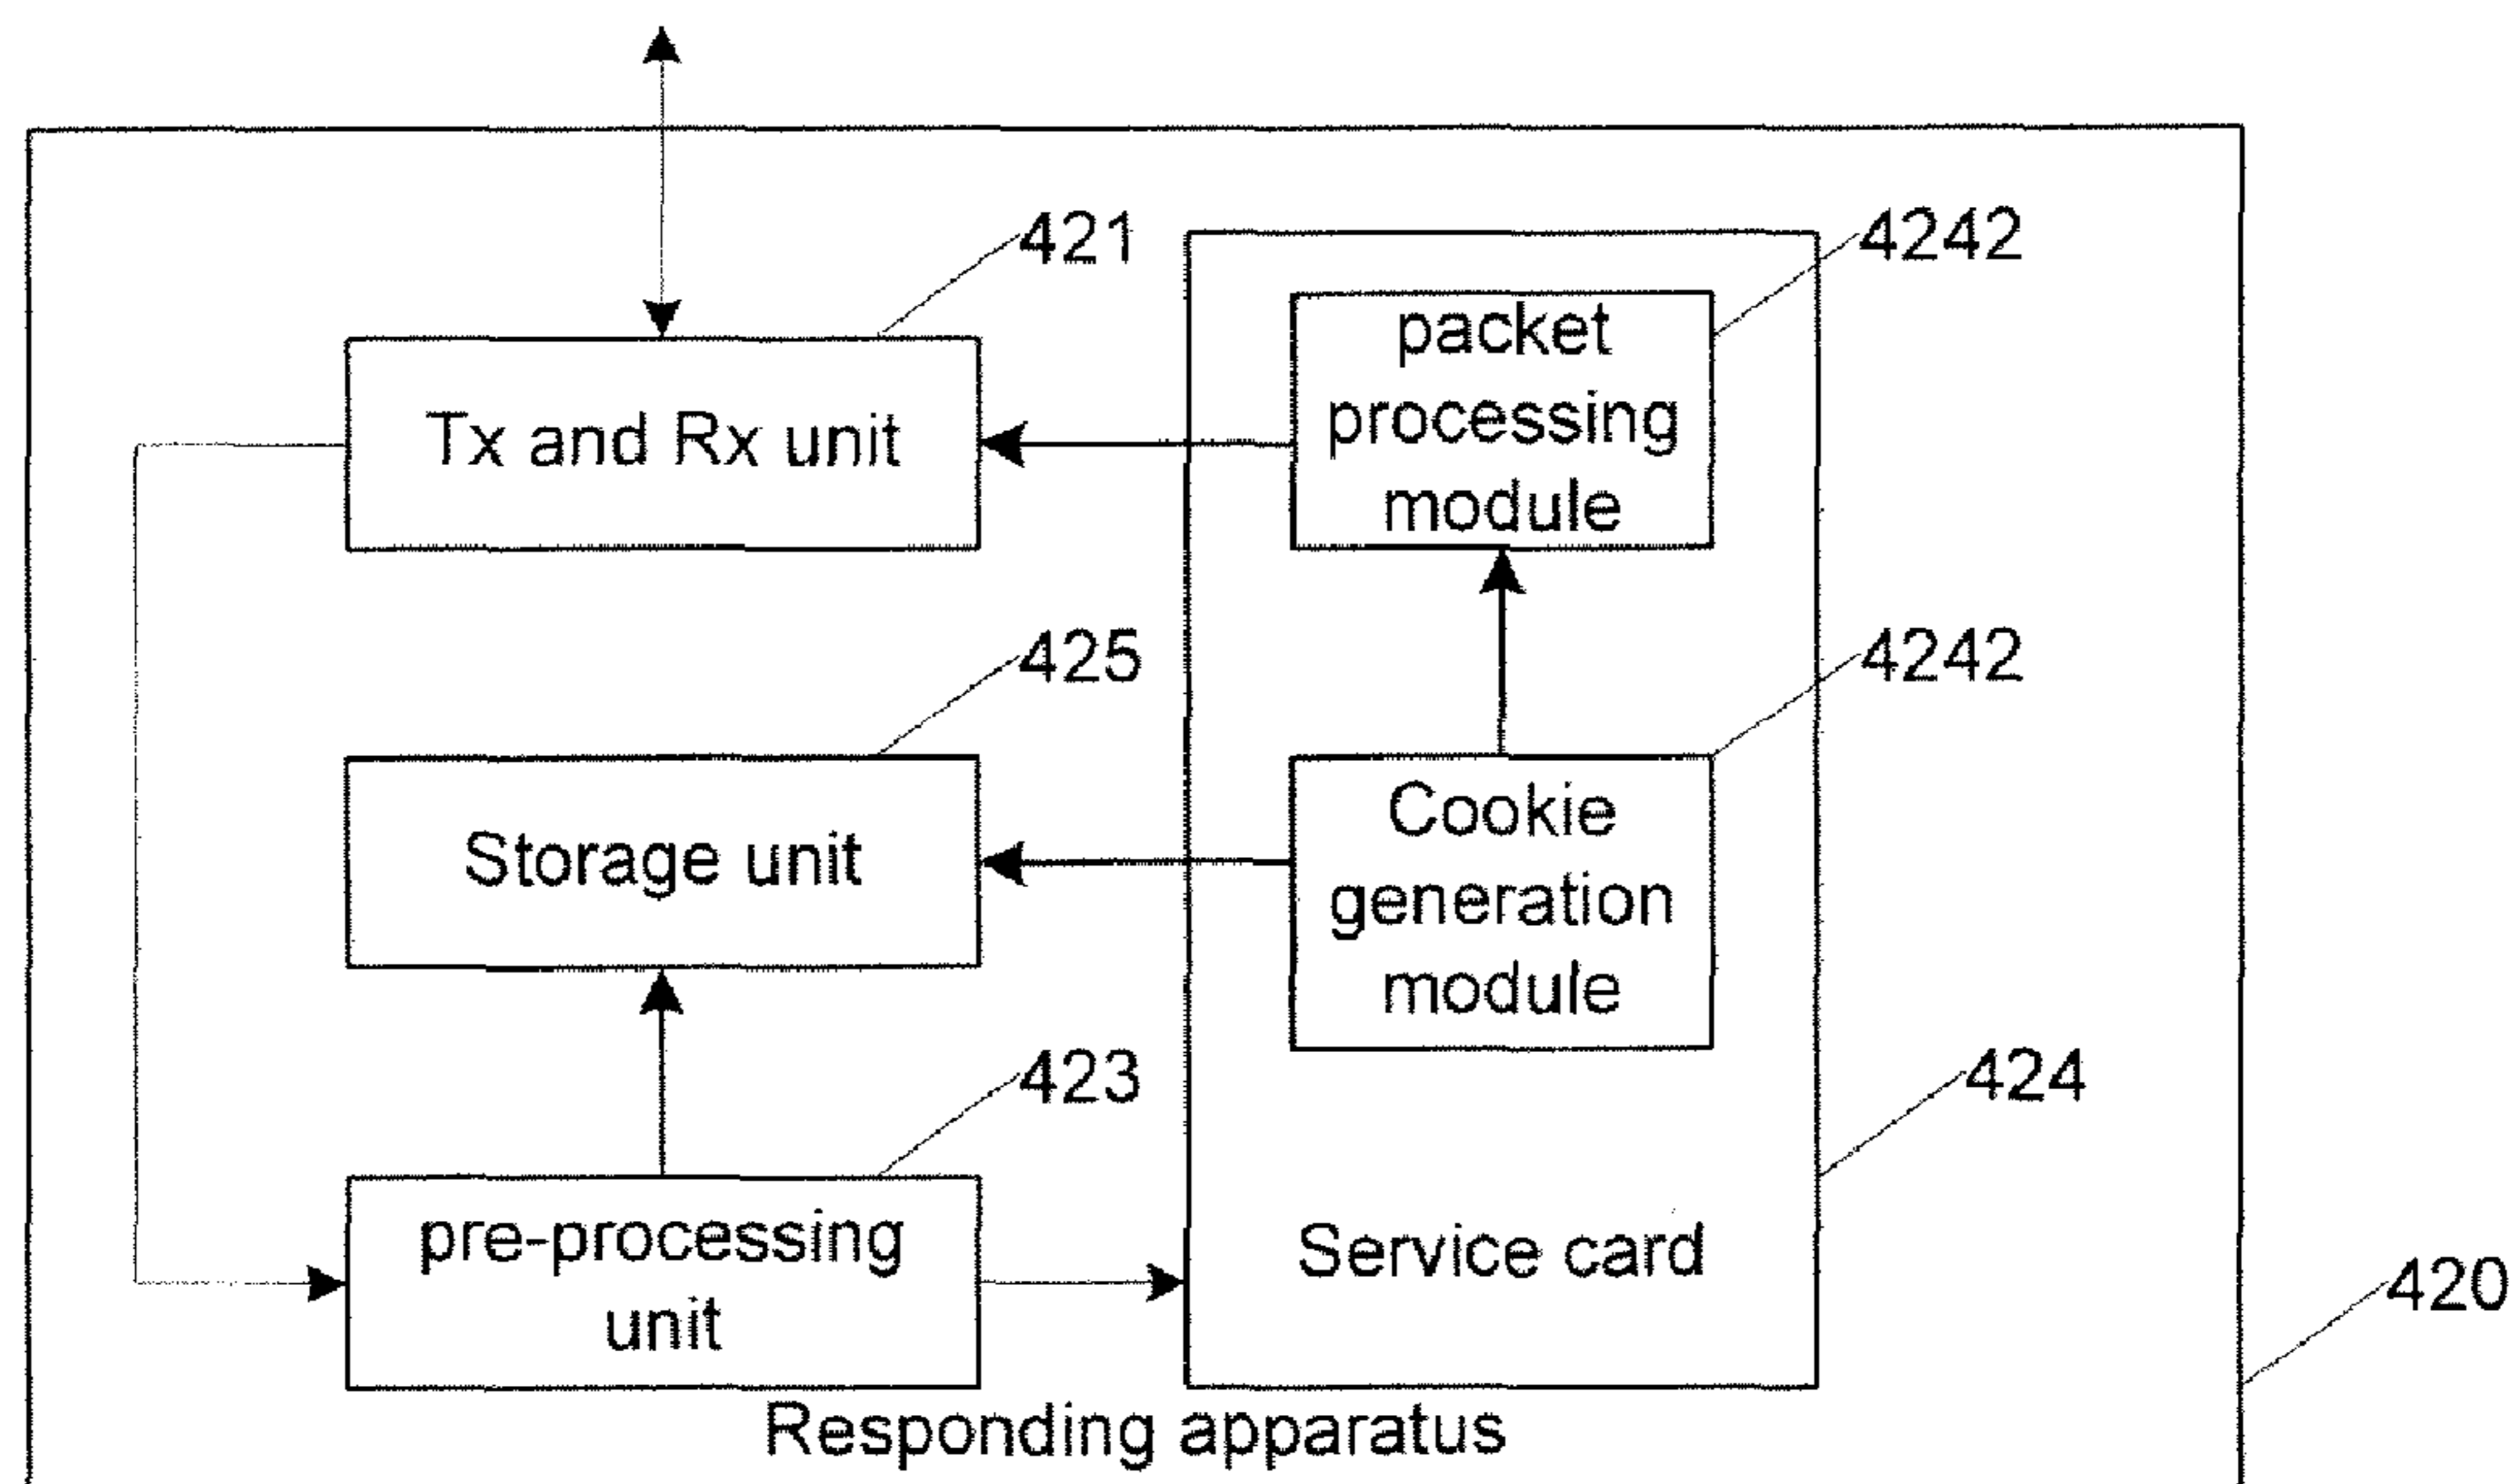 421
4242
packet
processing
module
Tx and Rx unit
425
4242
Cookie
generation
module
Storage unit
423
424
pre-processing
unit
Service card
420
Responding apparatus